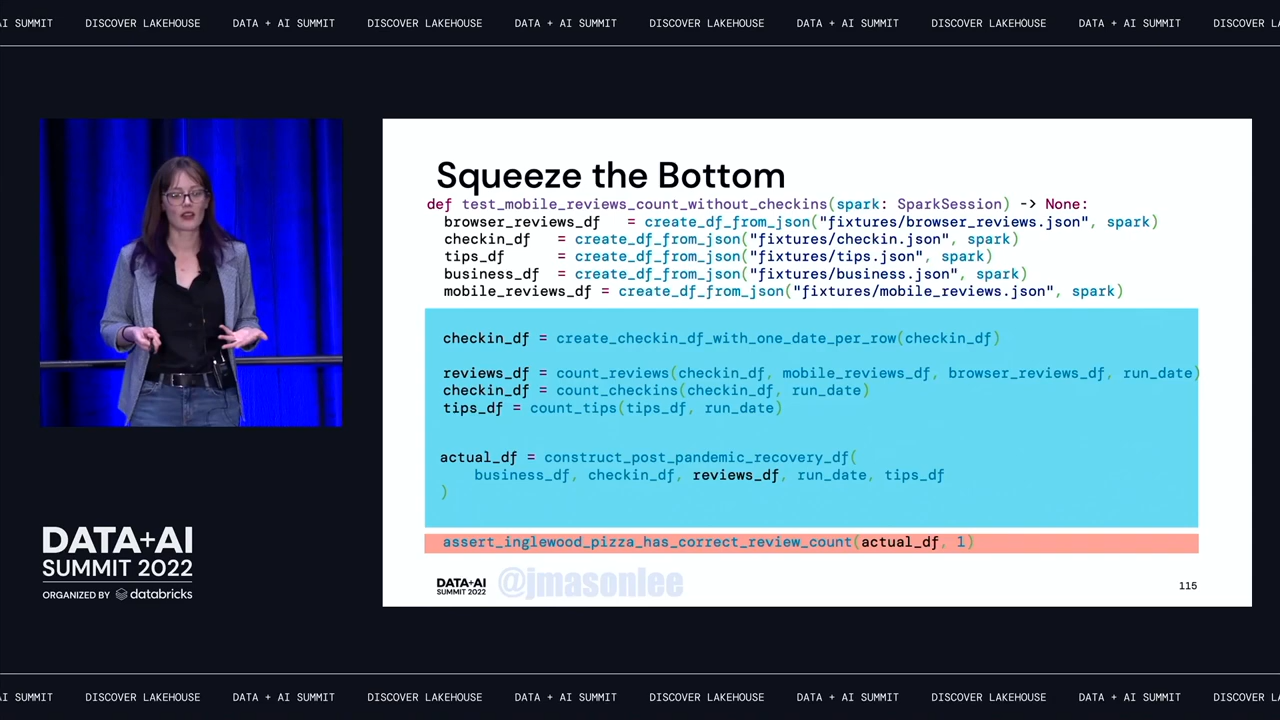 AI SUMMIT DISCOVER LAKEHOUSE DATA + AI SUMMIT DISCOVER LAKEHOUSE DATA + AI SUMMIT DISCOVER LAKEHOUSE DATA + AI SUMMIT DISCOVER LAKEHOUSE DATA + AI SUMMIT DISCOVER LA
Squeeze the Bottom
def test_mobile_reviews_count_without_checkins(spark: SparkSession) -> None:
browser_reviews_df = create_df_from_json("fixtures/browser_reviews.json", spark)
checkin_df = create_df_from_json("fixtures/checkin.json", spark)
tips_df = create_df_from_json("fixtures/tips.json", spark)
business_df = create_df_from_json("fixtures/business.json", spark)
mobile_reviews_df = create_df_from_json("fixtures/mobile_reviews.json", spark)
checkin_df = create_checkin_df_with_one_date_per_row(checkin_df)
reviews_df = count_reviews(checkin_df, mobile_reviews_df, browser_reviews_df, run_date)
checkin_df = count_checkins(checkin_df, run_date)
tips_df = count_tips(tips_df, run_date)
actual_df = construct_post_pandemic_recovery_df(
business_df, checkin_df, reviews_df, run_date, tips_df
)
assert_inglewood_pizza_has_correct_review_count(actual_df, 1)
DATA+AI
SUMMIT 2022
@jmasonlee
115
DATA+AI
SUMMIT 2022
ORGANIZED BY databricks
AI SUMMIT DISCOVER LAKEHOUSE DATA + AI SUMMIT DISCOVER LAKEHOUSE DATA + AI SUMMIT DISCOVER LAKEHOUSE DATA + AI SUMMIT DISCOVER LAKEHOUSE DATA + AI SUMMIT DISCOVER LA